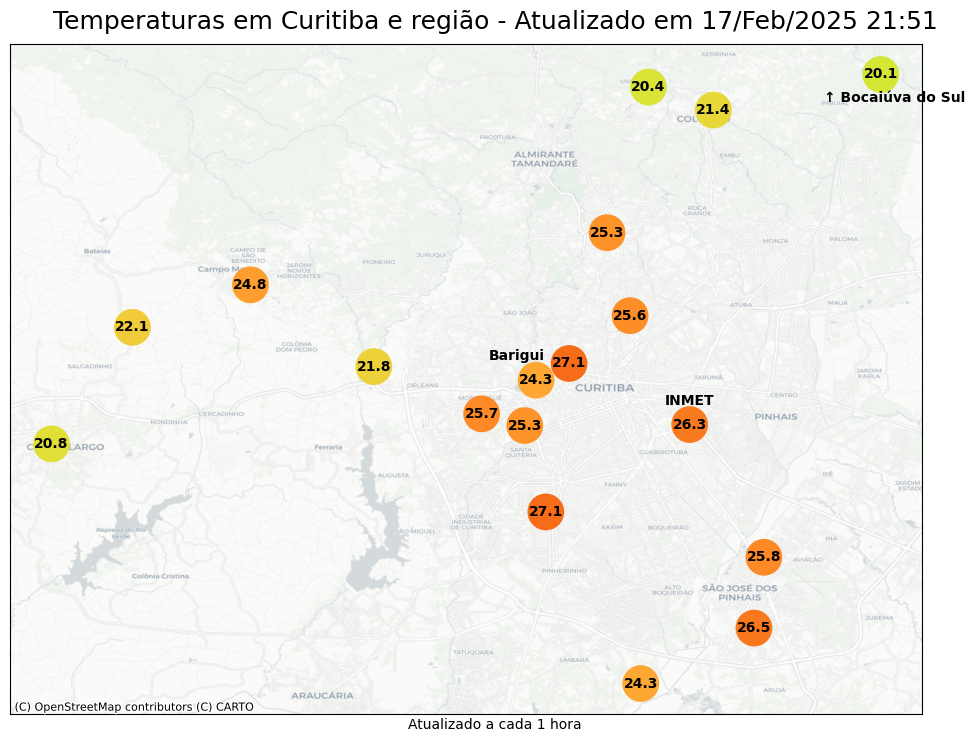 Temperaturas em Curitiba e região - Atualizado em 17/Feb/2025 21:51
SERRINHA
20.1
20.4
↑ Bocaiúva do Sul
21.4
PACOTUBA
ALMIRANTE
TAMANDARÉ
EMBU
ROÇA
GRANDE
25.3
MONZA
PALOMA
Bateias
CAMPO DE
SÃO
BENEDITO
JURUQUI
PIONEIRO
JARDIM
NOVOS
HORIZONTES
24.8
ATUBA
MAUÁ
SÃO JOÃO
25.6
22.1
COLÔNIA
DOM PEDRO
Barigui
27.1
SALGADINHO
21.8
24.3
JARDIM
KARLA
TARUMÃ
ORLEANS
CURITIBA
CENTRO
INMET
CERCADINHO
25.7
PINHAIS
RONDINHA
25.3
26.3
20.8
Ferraria
SANTA
QUITÉRIA
CUABIROTUBA
AUGUSTA
IPÊ
FANNY
JARDIM
ESTADE
27.1
CIDADE
INDUSTRIAL
DE CURITIBA
XAXIM
BOQUEIRÃO
SÃO MIGUEL
Represa do Rio
Verde
INÁ
25.8
AVIAÇÃO
PINHEIRINHO
Colônia Cristina
ALTO
BOQUEIRÃO
SÃO JOSÉ DOS
PINHAIS
JUREMA
26.5
TATUQUARA
UMBARÁ
24.3
ARUJÁ
ARAUCÁRIA
(C) OpenStreetMap contributors (C) CARTO
Atualizado a cada 1 hora